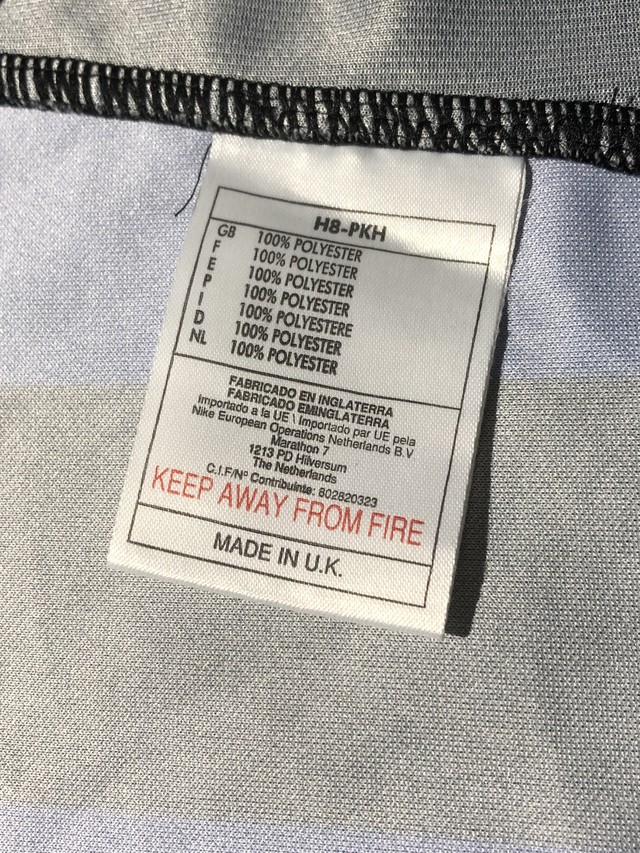 H8-PKH
GB 100% POLYESTER
F 100% POLYESTER
E 100% POLYESTER
P 100% POLYESTER
I 100% POLYESTERE
D 100% POLYESTER
NL 100% POLYESTER
FABRICADO EN INGLATERRA
FABRICADO EMINGLATERRA
Importado a la UE \ Importado par UE pela
Nike European Operations Netherlands B.V
Marathon 7
1213 PD Hilversum
The Netherlands
C.I.F/Nº Contribuinte: 802820323
KEEP AWAY FROM FIRE
MADE IN U.K.